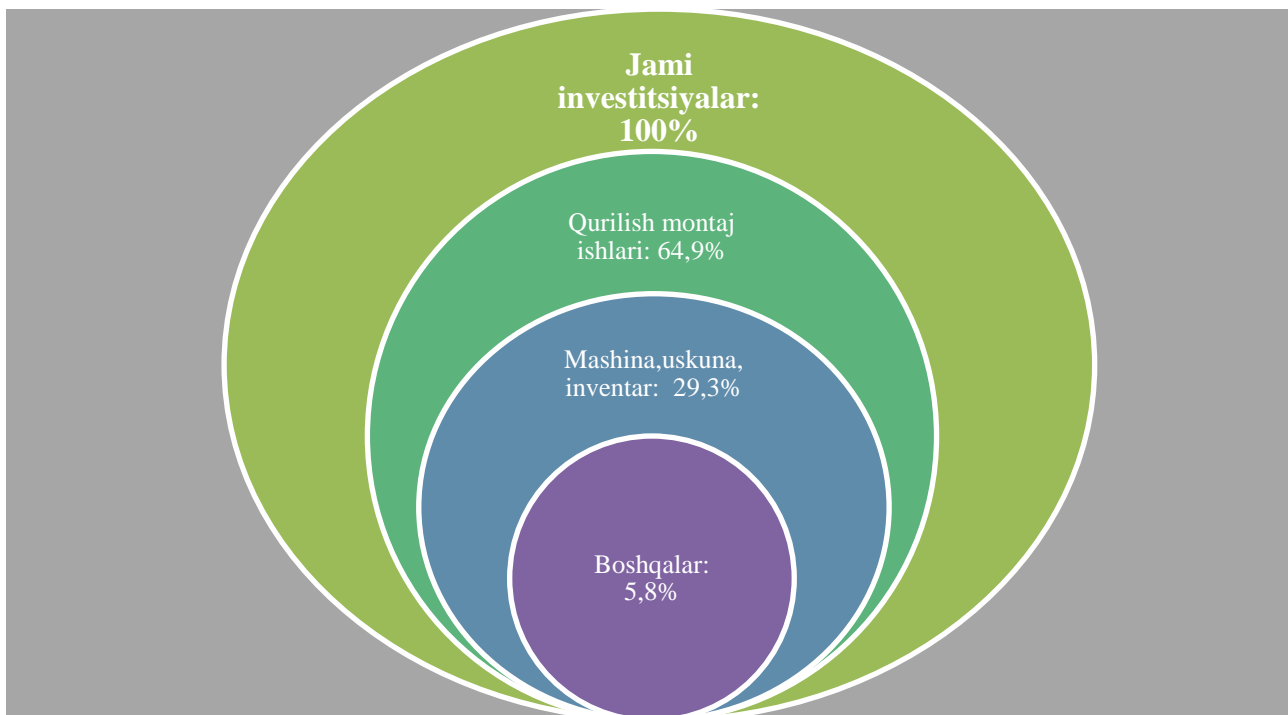 Jami
investitsiyalar:
100%
Qurilish montaj
ishlari: 64,9%
Mashina,uskuna,
inventar:  29,3%
Boshqalar:
5,8%